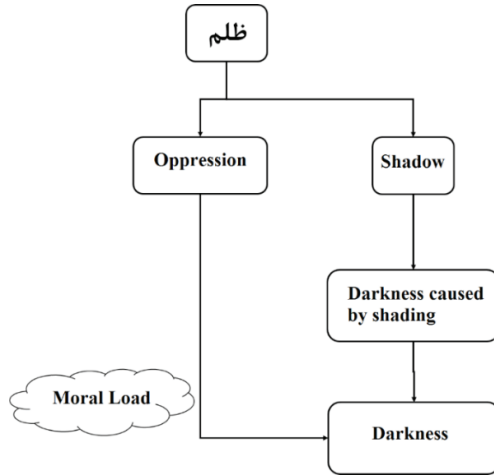 ظلم
Oppression
Shadow
Darkness caused
by shading
Moral Load
Darkness